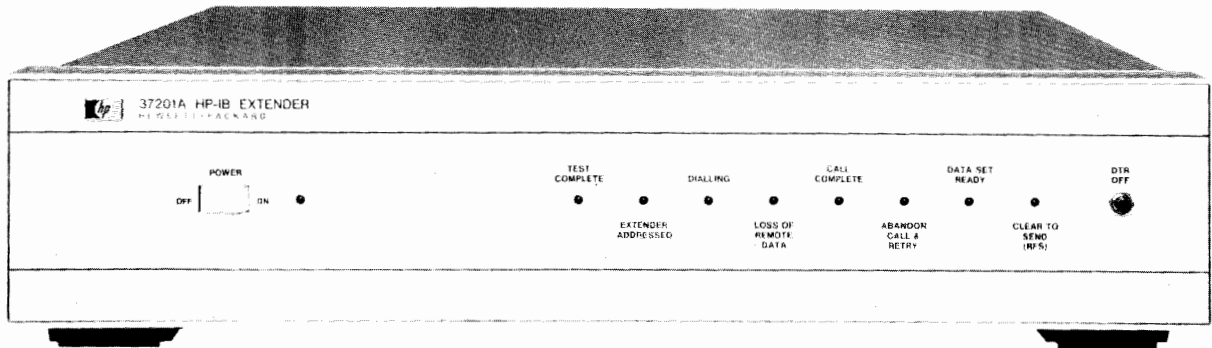 hp
37201A HP-IB EXTENDER
HEWLETT-PACKARD
POWER
OFF
ON
TEST
COMPLETE
EXTENDER
ADDRESSED
DIALLING
LOSS OF
REMOTE
DATA
CALL
COMPLETE
ABANDON
CALL &
RETRY
DATA SET
READY
CLEAR TO
SEND
(RFS)
DTR
OFF